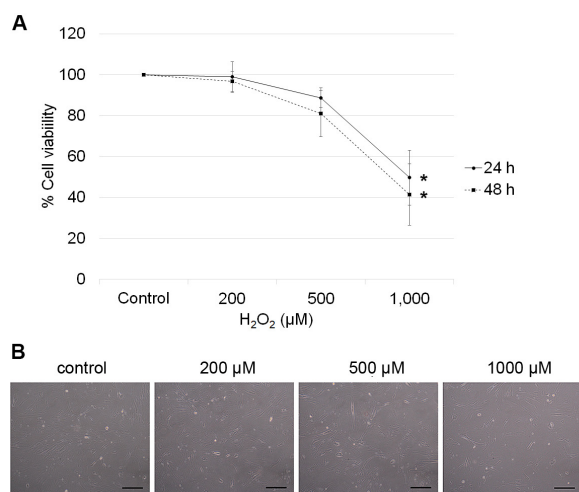 A
120
100
80
60
40
20
0
% Cell viability
Control 200 500 1,000
H₂O₂ (µM)
* 24 h
* 48 h
B
control 200 µM 500 µM 1000 µM